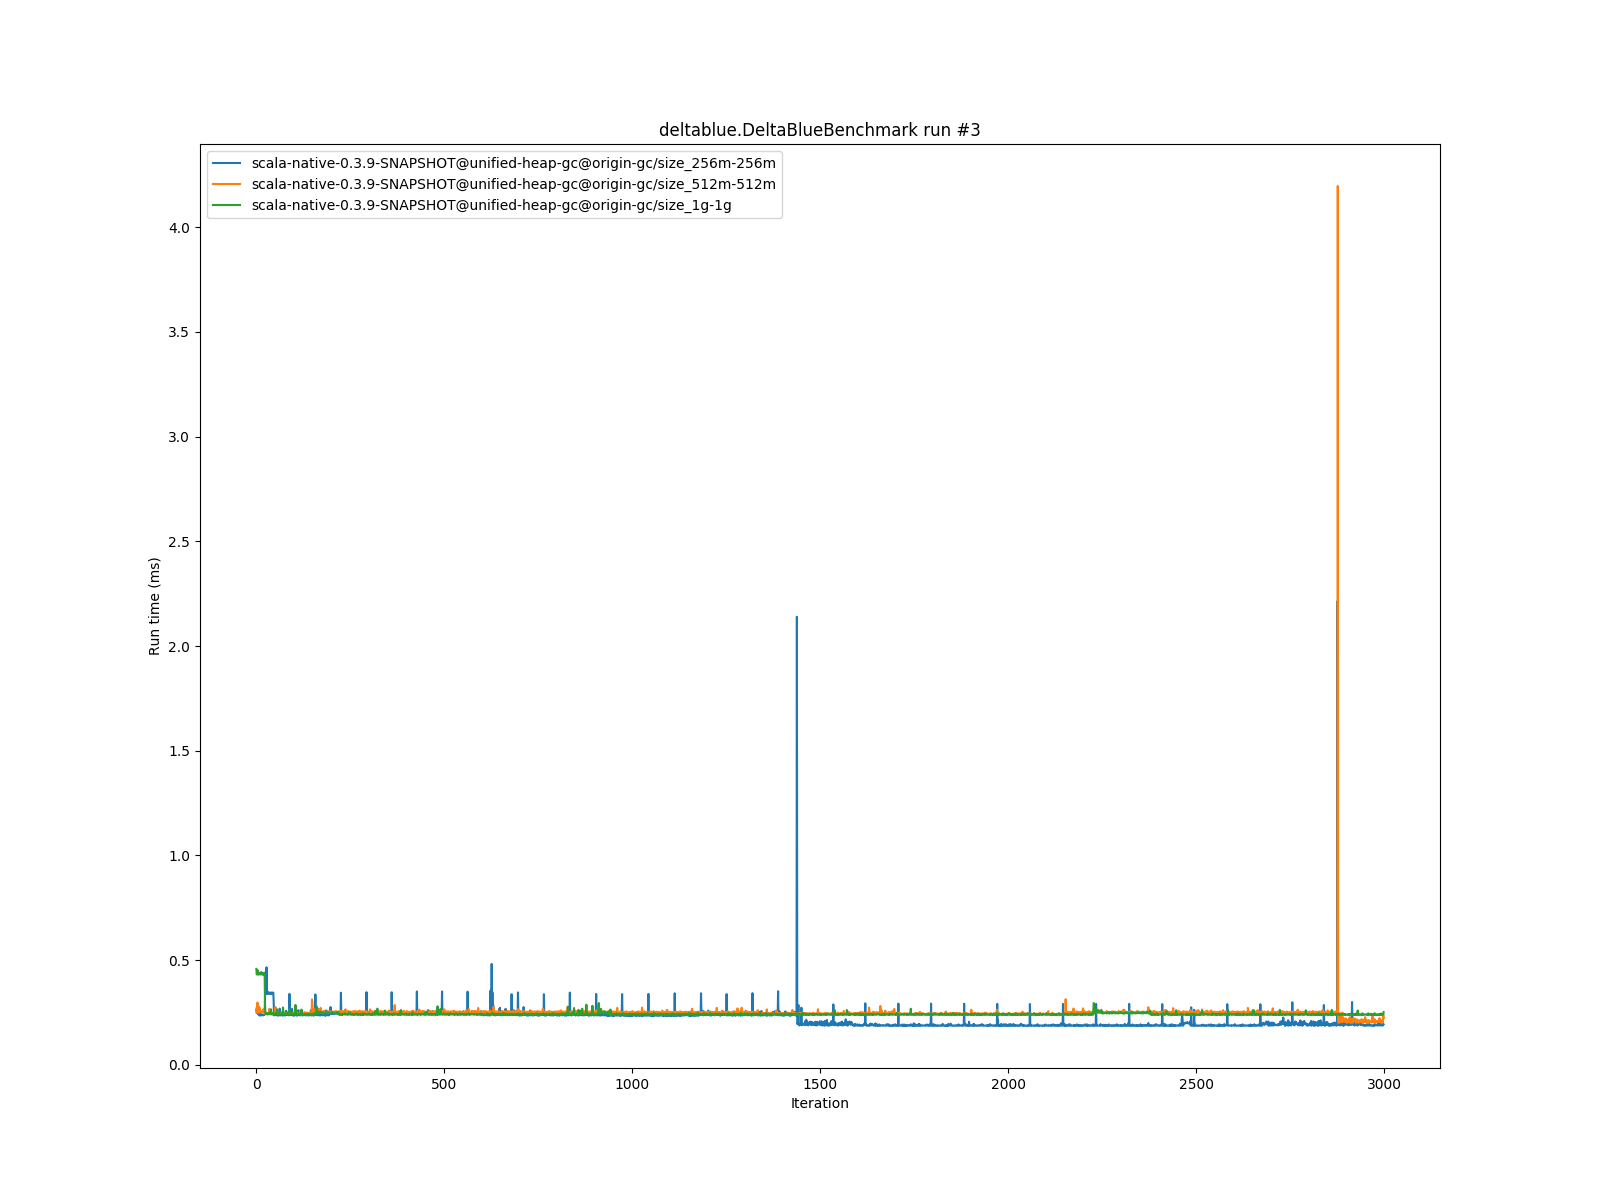 deltablue.DeltaBlueBenchmark run #3
scala-native-0.3.9-SNAPSHOT@unified-heap-gc@origin-gc/size_256m-256m
scala-native-0.3.9-SNAPSHOT@unified-heap-gc@origin-gc/size_512m-512m
scala-native-0.3.9-SNAPSHOT@unified-heap-gc@origin-gc/size_1g-1g
4.0
3.5
3.0
2.5
2.0
1.5
1.0
0.5
0.0
Run time (ms)
0 500 1000 1500 2000 2500 3000
Iteration